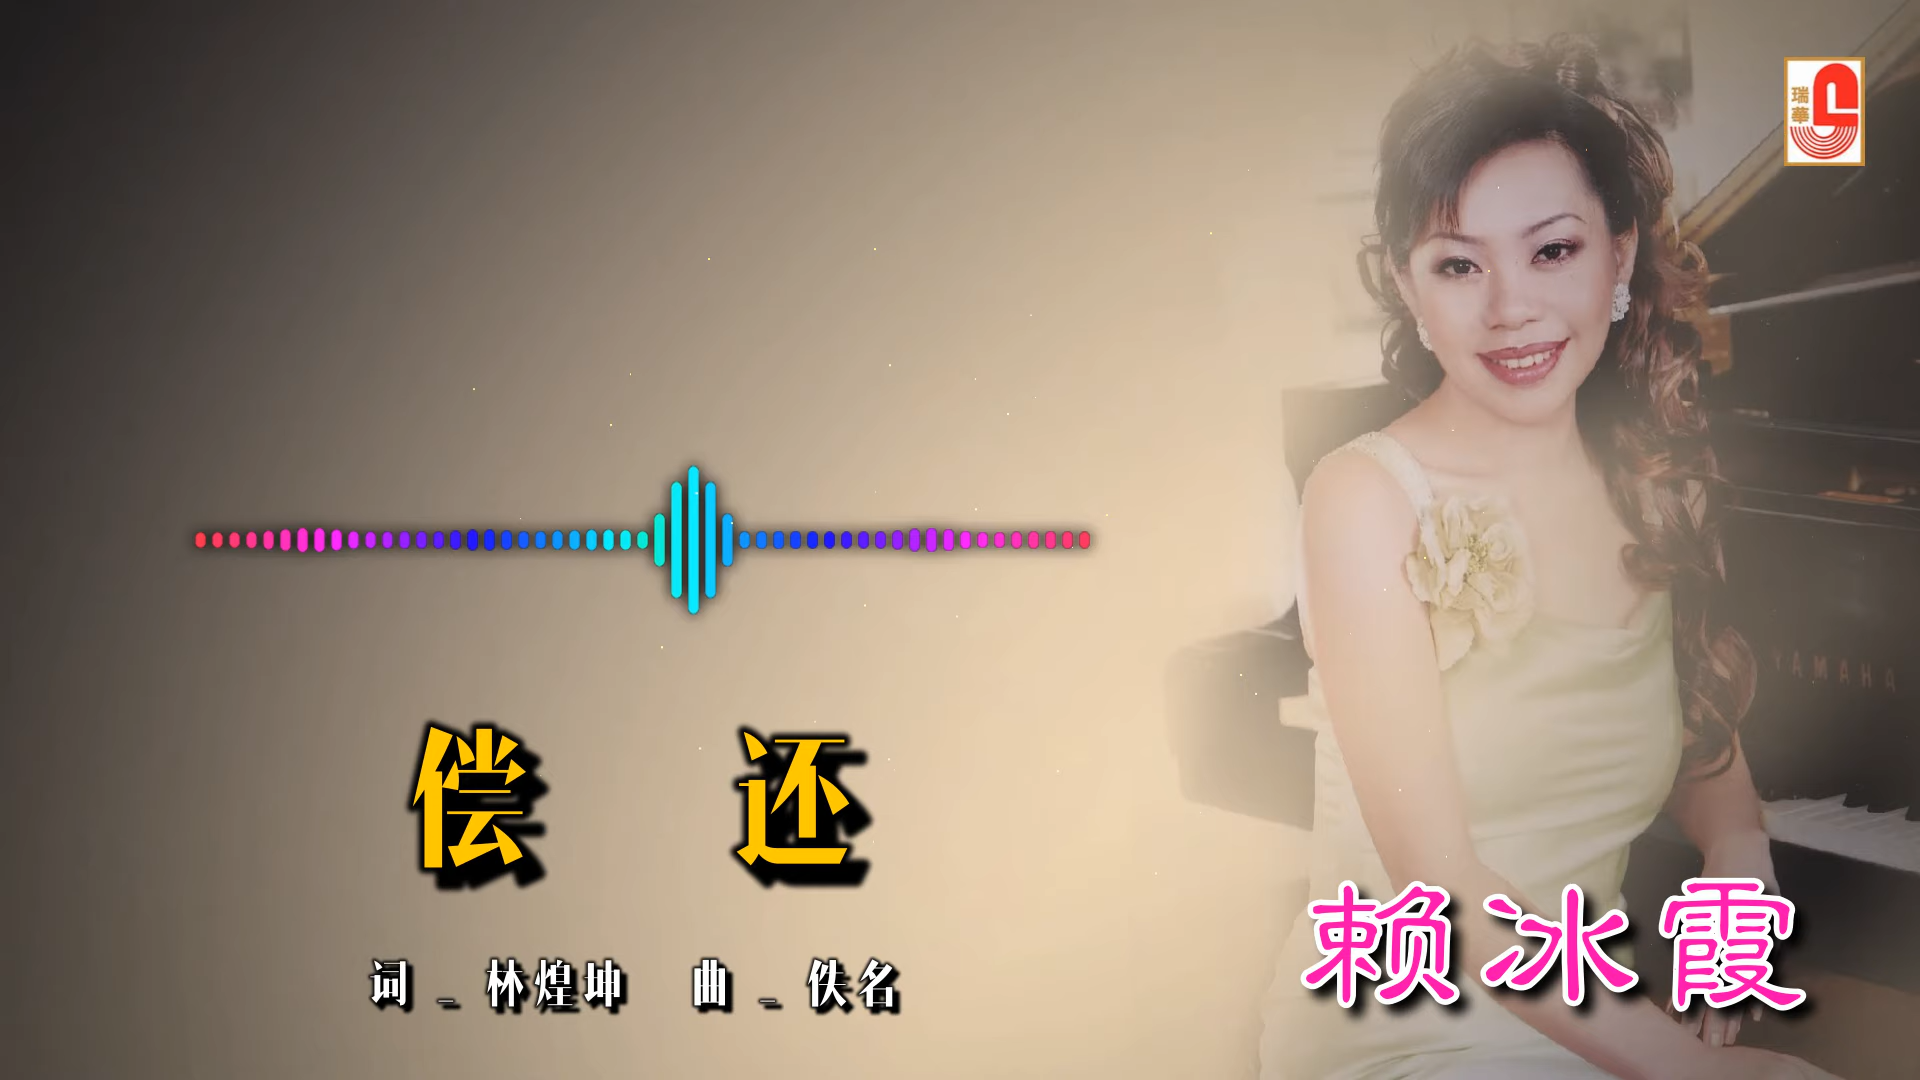 瑞
華
YAMAHA
偿 还
词 _ 林煌坤 曲 _ 佚名
赖冰霞